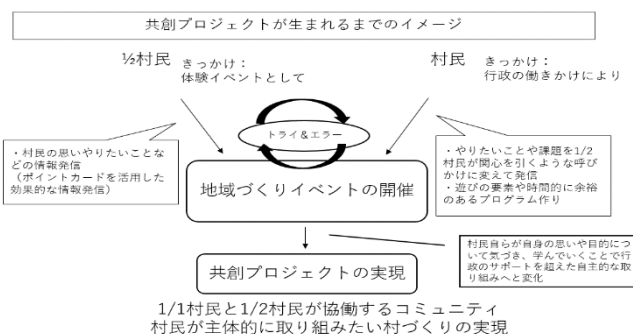 共創プロジェクトが生まれるまでのイメージ
½村民
きっかけ：
体験イベントとして
村民
きっかけ：
行政の働きかけにより
トライ＆エラー
・村民の思いやりたいことな
どの情報発信
（ポイントカードを活用した
効果的な情報発信）
・やりたいことや課題を1/2
村民が関心を引くような呼び
かけに変えて発信
・遊びの要素や時間的に余裕
のあるプログラム作り
地域づくりイベントの開催
村民自らが自身の思いや目的につ
いて気づき、学んでいくことで行
政のサポートを超えた自主的な取
り組みへと変化
共創プロジェクトの実現
1/1村民と1/2村民が協働するコミュニティ
村民が主体的に取り組みたい村づくりの実現